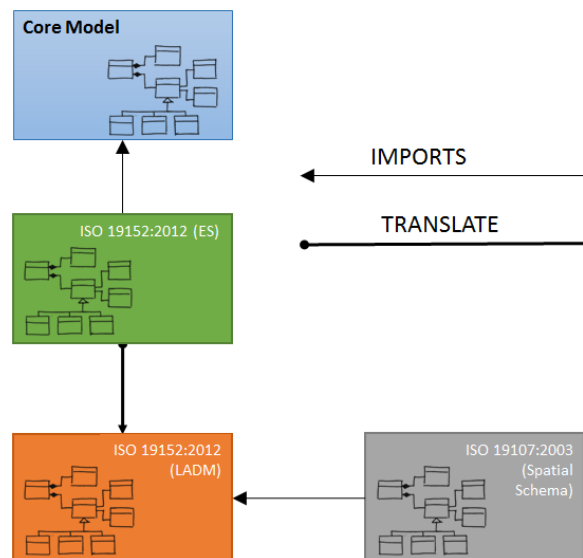 Core Model
IMPORTS
TRANSLATE
ISO 19152:2012 (ES)
ISO 19152:2012
(LADM)
ISO 19107:2003
(Spatial
Schema)